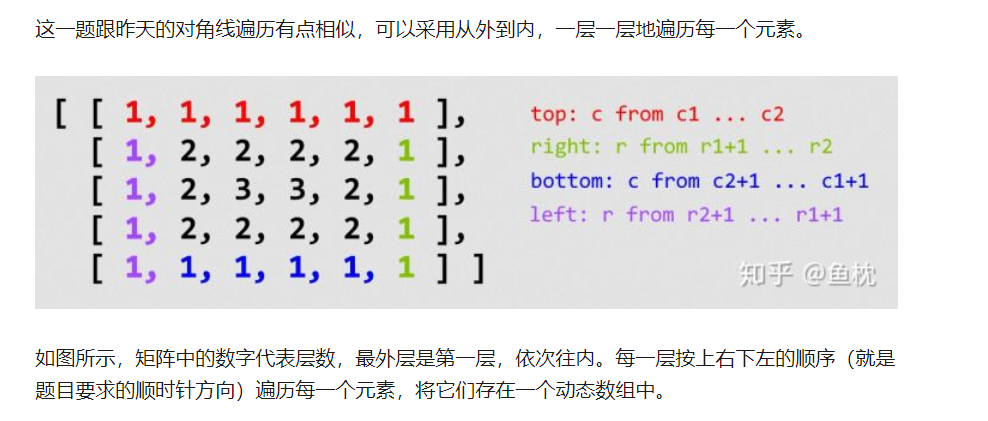 这一题跟昨天的对角线遍历有点相似，可以采用从外到内，一层一层地遍历每一个元素。
[ [ 1, 1, 1, 1, 1, 1 ], top: c from c1 ... c2
[ 1, 2, 2, 2, 2, 1 ], right: r from r1+1 ... r2
[ 1, 2, 3, 3, 2, 1 ], bottom: c from c2+1 ... c1+1
[ 1, 2, 2, 2, 2, 1 ], left: r from r2+1 ... r1+1
[ 1, 1, 1, 1, 1, 1 ] ]
知乎 @鱼枕
如图所示，矩阵中的数字代表层数，最外层是第一层，依次往内。每一层按上右下左的顺序（就是
题目要求的顺时针方向）遍历每一个元素，将它们存在一个动态数组中。